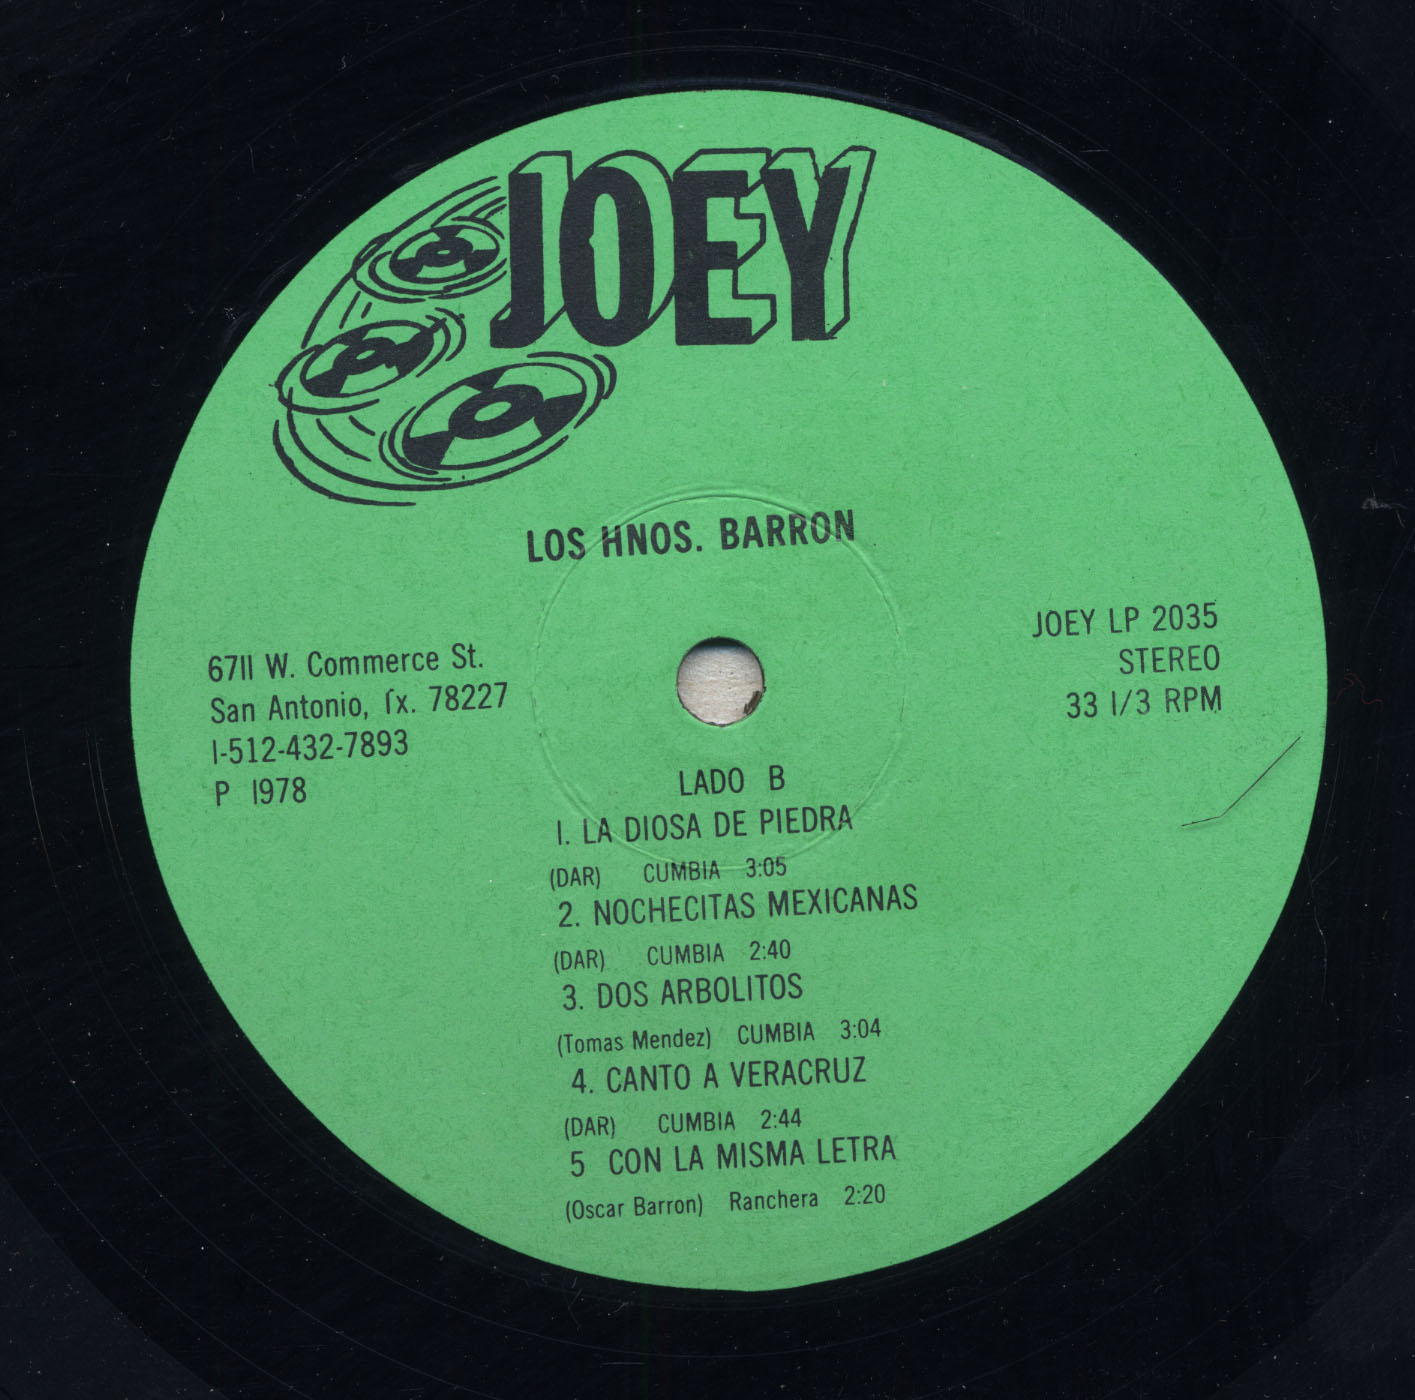 JOEY
LOS HNOS. BARRON
6711 W. Commerce St.
San Antonio, Tx. 78227
1-512-432-7893
P 1978
JOEY LP 2035
STEREO
33 1/3 RPM
LADO B
1. LA DIOSA DE PIEDRA
(DAR) CUMBIA 3:05
2. NOCHECITAS MEXICANAS
(DAR) CUMBIA 2:40
3. DOS ARBOLITOS
(Tomas Mendez) CUMBIA 3:04
4. CANTO A VERACRUZ
(DAR) CUMBIA 2:44
5 CON LA MISMA LETRA
(Oscar Barron) Ranchera 2:20